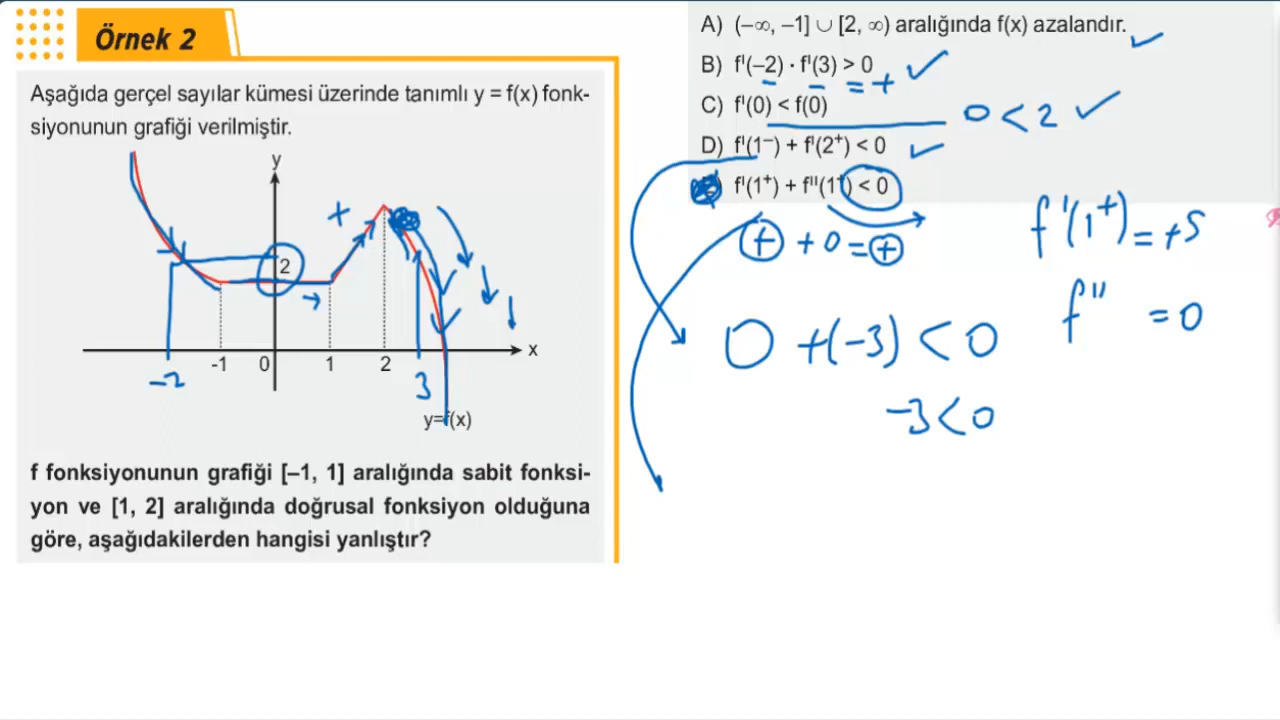 Örnek 2
Aşağıda gerçel sayılar kümesi üzerinde tanımlı y = f(x) fonk-
siyonunun grafiği verilmiştir.
y
+
2
x
-1 0 1 2
-2
3
y=f(x)
f fonksiyonunun grafiği [–1, 1] aralığında sabit fonksi-
yon ve [1, 2] aralığında doğrusal fonksiyon olduğuna
göre, aşağıdakilerden hangisi yanlıştır?
A) (–∞, –1] ∪ [2, ∞) aralığında f(x) azalandır. ✓
B) f'(–2) · f'(3) > 0 ✓
- - = +
C) f'(0) < f(0) 0 < 2 ✓
D) f'(1⁻) + f'(2⁺) < 0 ✓
f'(1⁺) + f''(1⁺) < 0
+ + 0 = +
f'(1⁺) = +5
f'' = 0
0 + (-3) < 0
-3 < 0